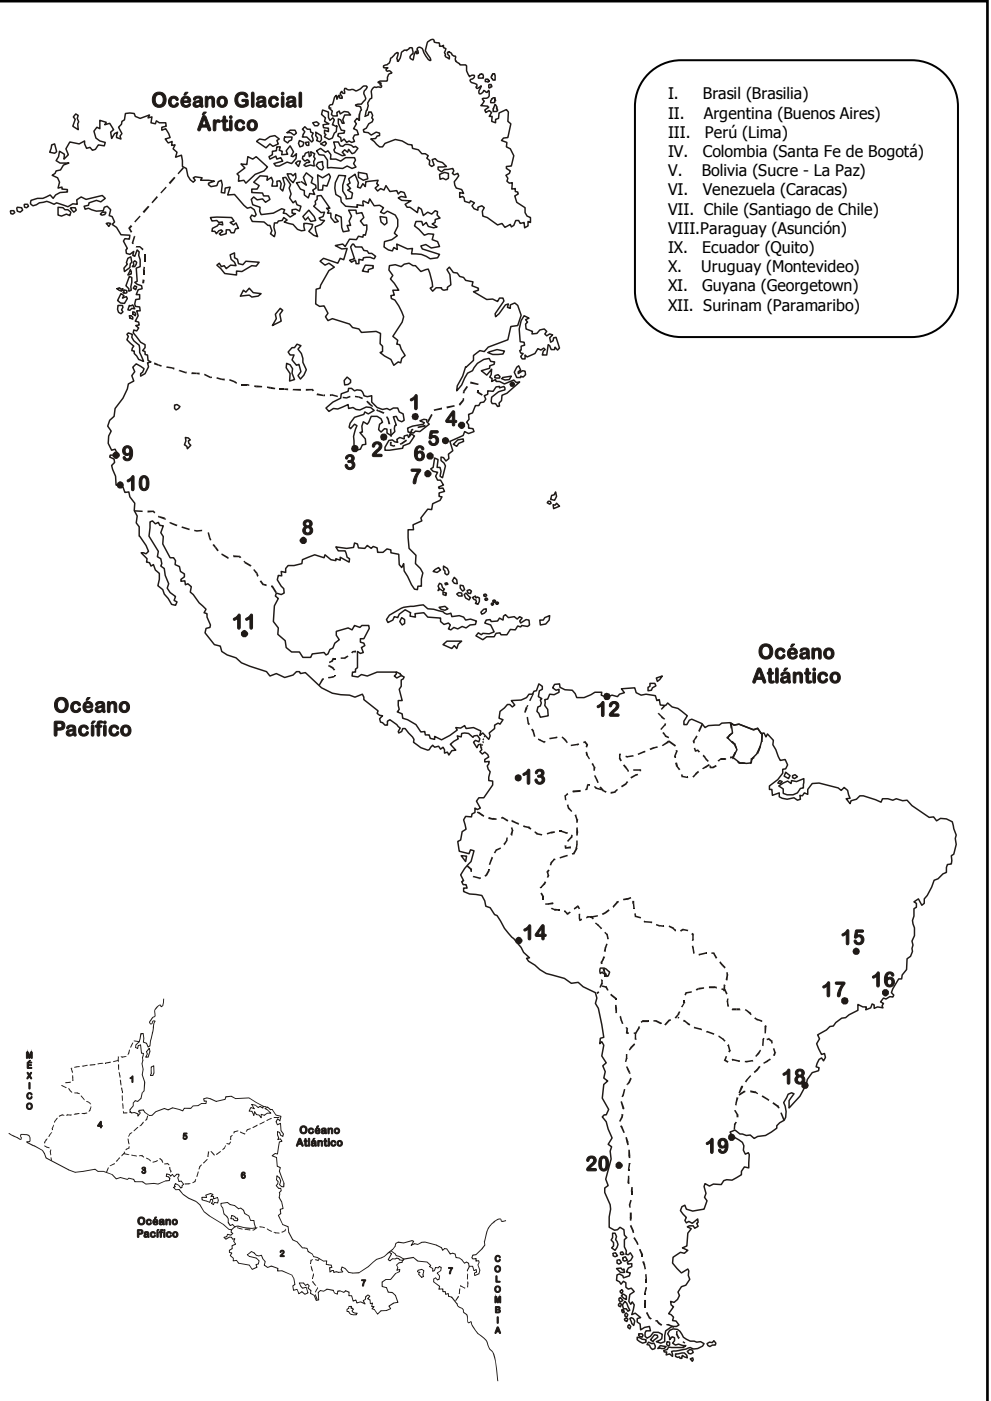 Océano Glacial
Ártico
I. Brasil (Brasilia)
II. Argentina (Buenos Aires)
III. Perú (Lima)
IV. Colombia (Santa Fe de Bogotá)
V. Bolivia (Sucre - La Paz)
VI. Venezuela (Caracas)
VII. Chile (Santiago de Chile)
VIII.Paraguay (Asunción)
IX. Ecuador (Quito)
X. Uruguay (Montevideo)
XI. Guyana (Georgetown)
XII. Surinam (Paramaribo)
1
4
2
5
3
6
7
9
10
8
11
Océano
Atlántico
Océano
Pacífico
12
13
14
15
16
17
18
19
20
MÉXICO
1
4
5
3
6
Océano
Atlántico
Océano
Pacífico
2
7
7
COLOMBIA